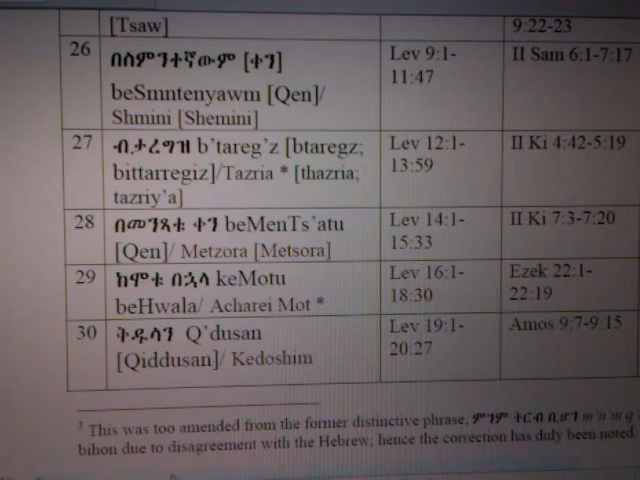 [Tsaw] 9:22-23
26 በስምንተኛውም [ቀን] Lev 9:1- II Sam 6:1-7:17
beSmntenyawm [Qen]/ 11:47
Shmini [Shemini]
27 ብታረግዝ b'tareg'z [btaregz; Lev 12:1- II Ki 4:42-5:19
bittarregiz]/Tazria * [thazria; 13:59
tazriy'a]
28 በመንጻቱ ቀን beMenTs'atu Lev 14:1- II Ki 7:3-7:20
[Qen]/ Metzora [Metsora] 15:33
29 ከሞቱ በኋላ keMotu Lev 16:1- Ezek 22:1-
beHwala/ Acharei Mot * 18:30 22:19
30 ቅዱሳን Q'dusan Lev 19:1- Amos 9:7-9:15
[Qiddusan]/ Kedoshim 20:27
This was too amended from the former distinctive phrase, ምንም ትርብ ቢሆን m'n'm
bihon due to disagreement with the Hebrew; hence the correction has duly been noted.